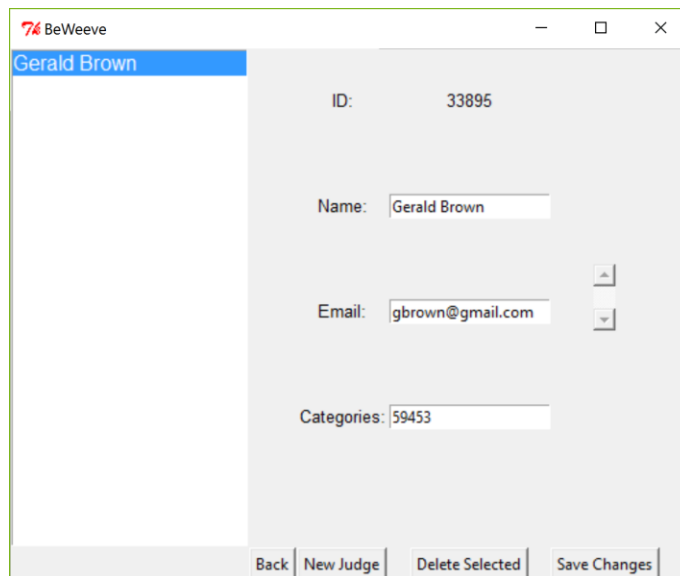 BeWeeve
Gerald Brown
ID: 33895
Name: Gerald Brown
Email: gbrown@gmail.com
Categories: 59453
Back New Judge Delete Selected Save Changes